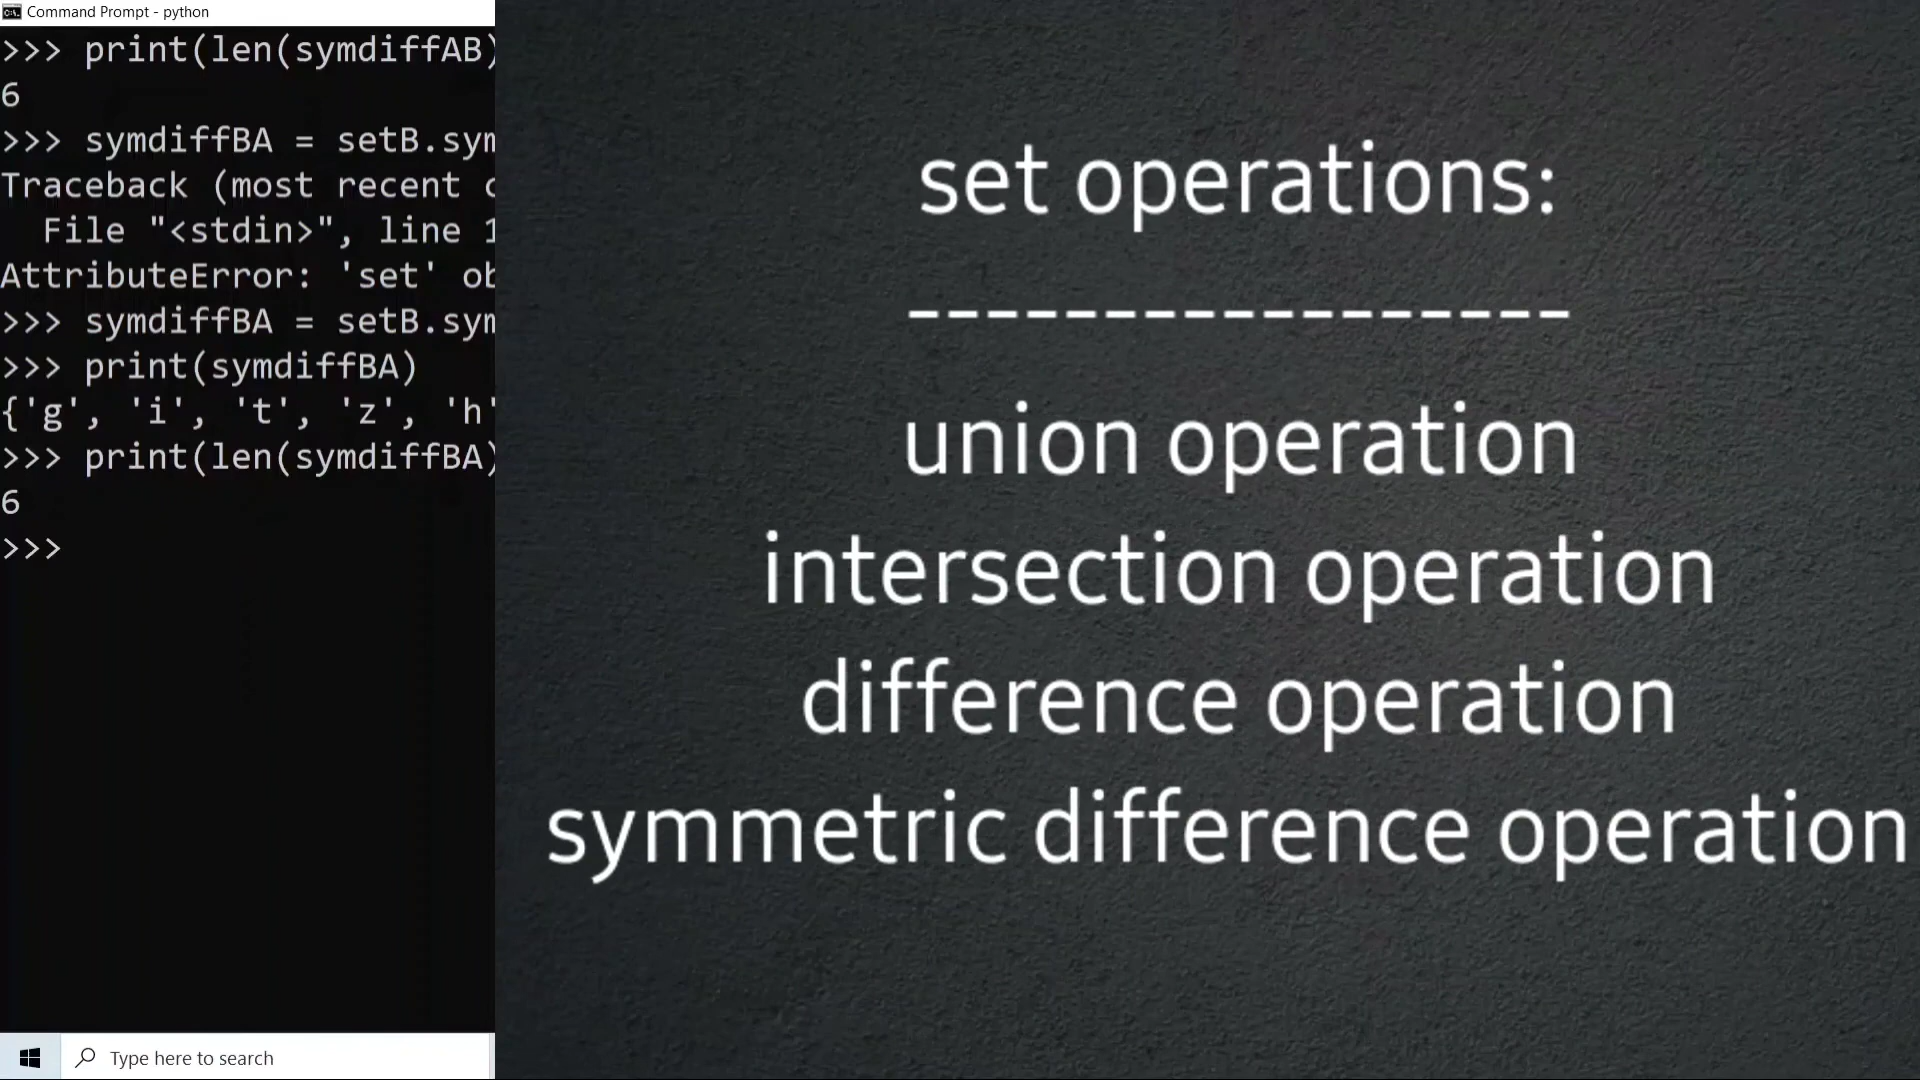 Command Prompt - python
>>> print(len(symdiffAB)
6
>>> symdiffBA = setB.sym
Traceback (most recent c
  File "<stdin>", line 1
AttributeError: 'set' ob
>>> symdiffBA = setB.sym
>>> print(symdiffBA)
{'g', 'i', 't', 'z', 'h'
>>> print(len(symdiffBA)
6
>>>
Type here to search
set operations:
-----------------
union operation
intersection operation
difference operation
symmetric difference operation